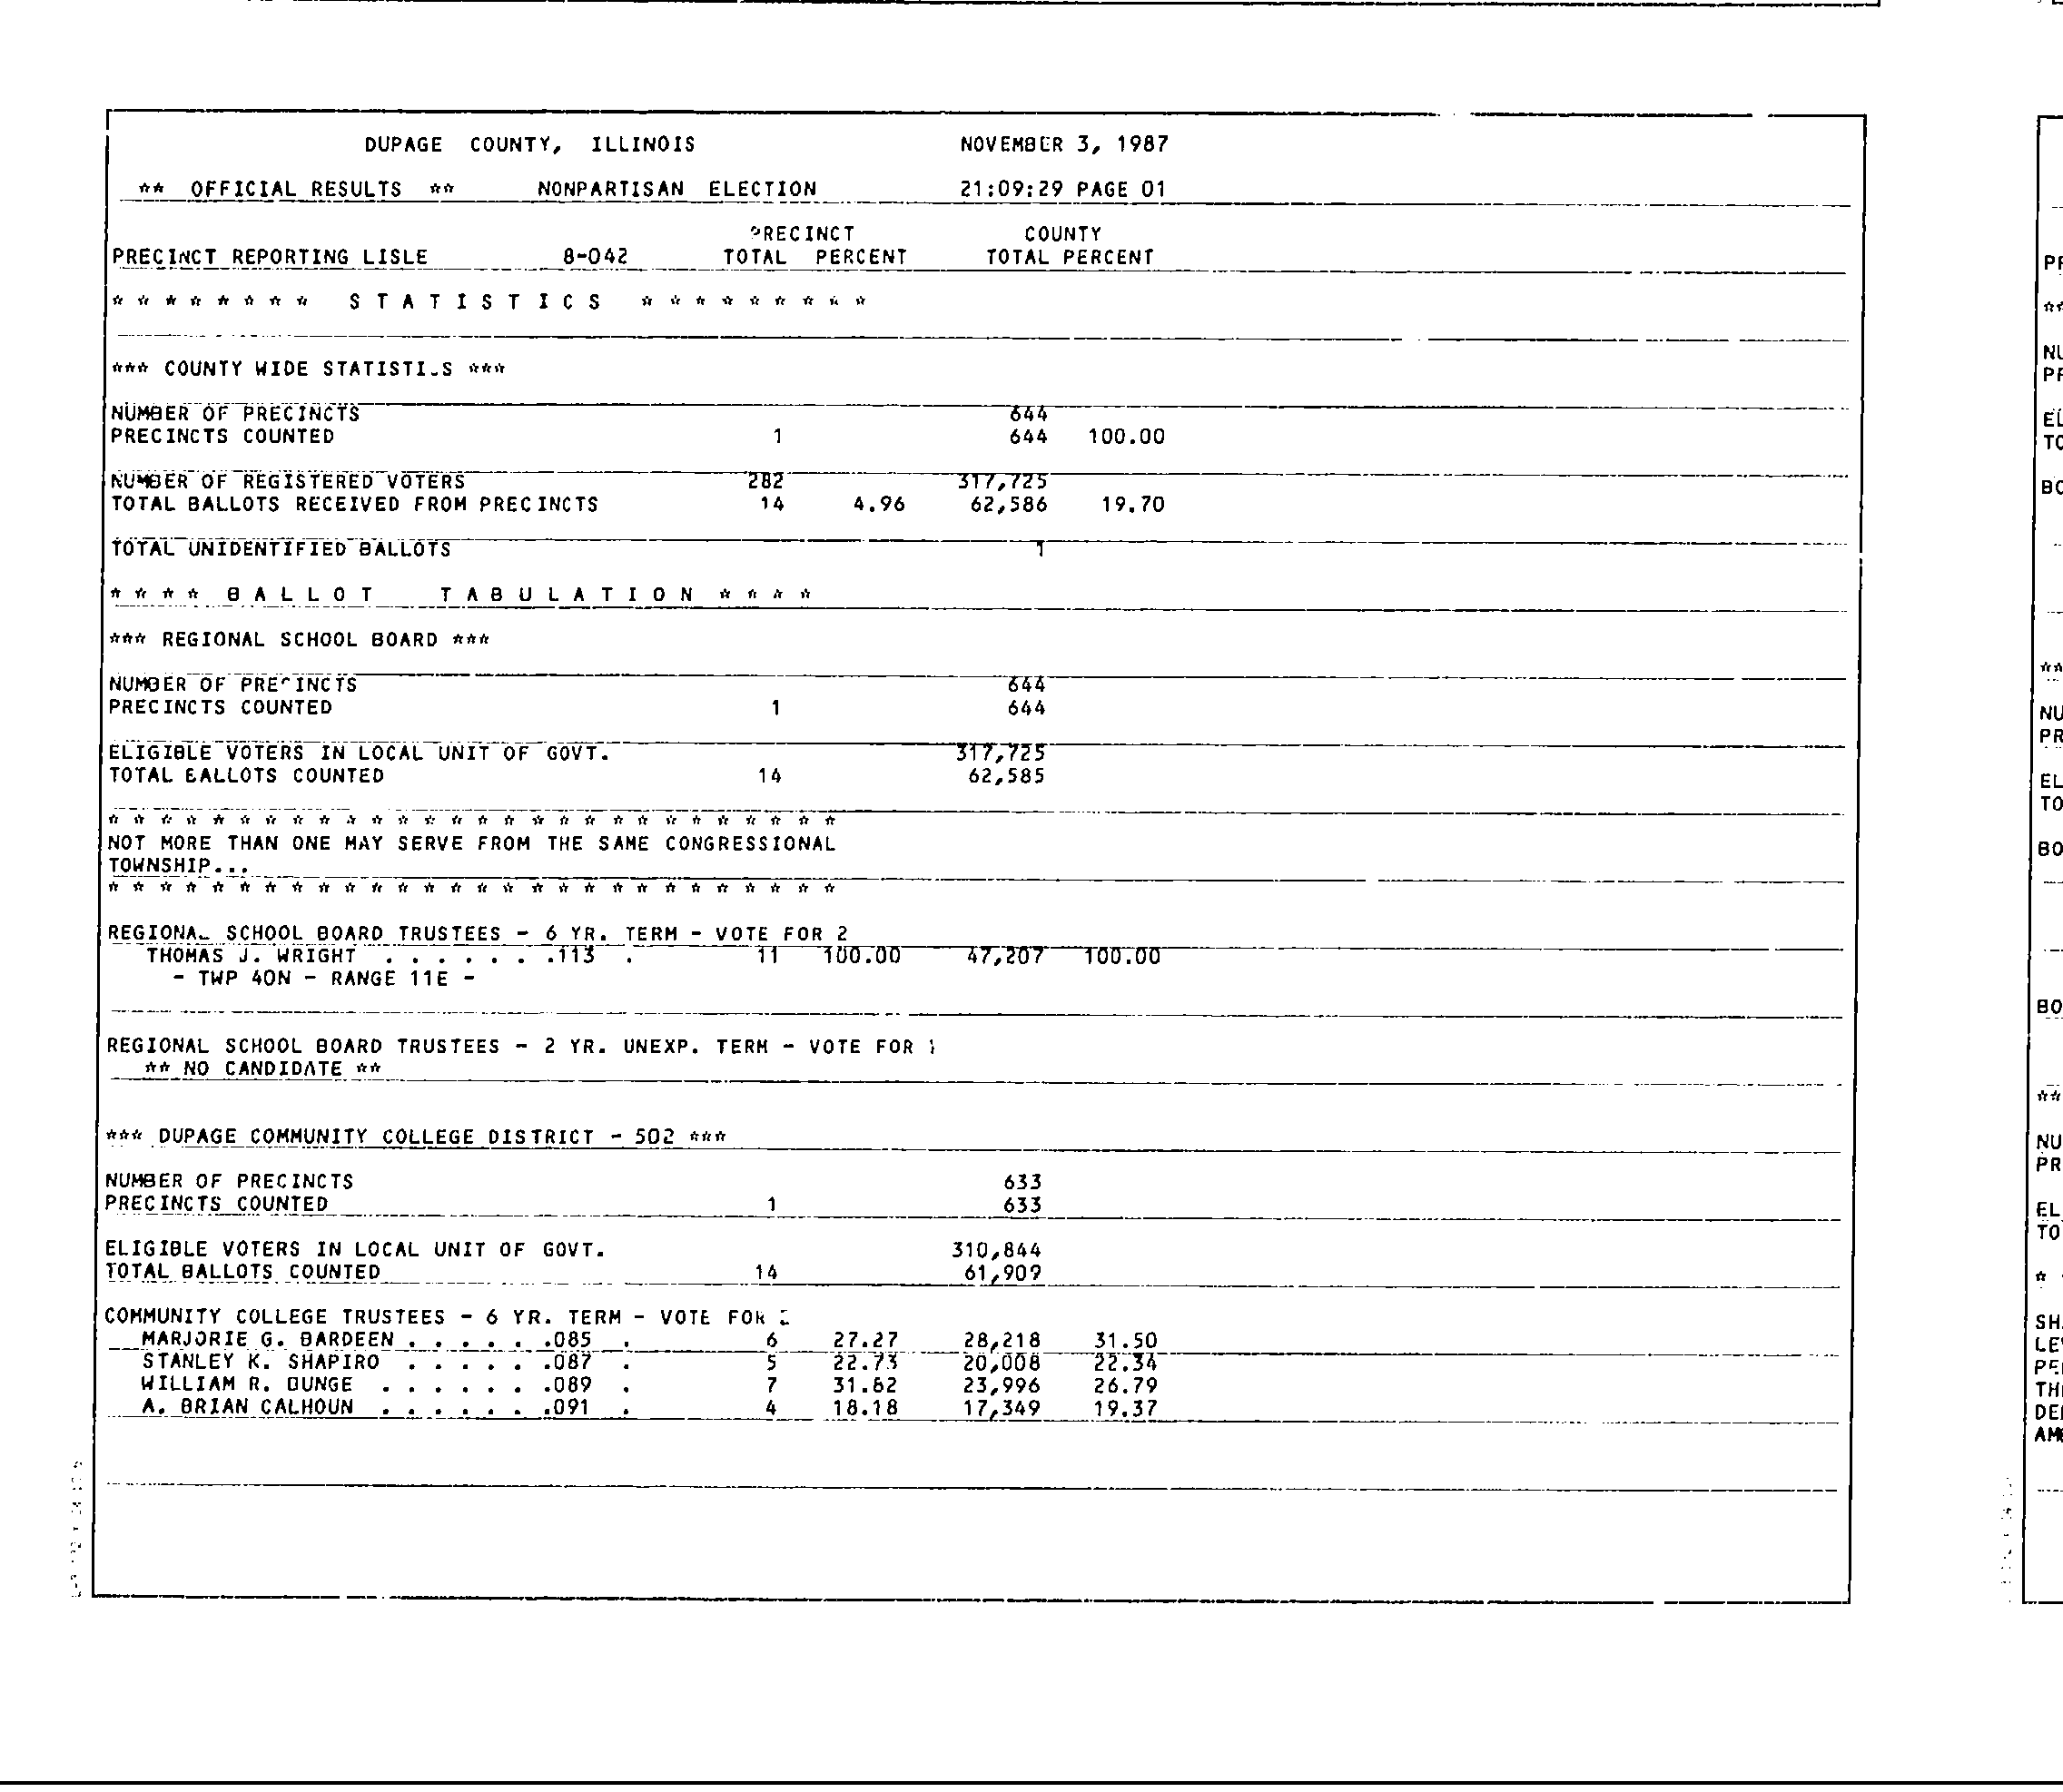 DUPAGE COUNTY, ILLINOIS NOVEMBER 3, 1987
** OFFICIAL RESULTS ** NONPARTISAN ELECTION 21:09:29 PAGE 01
PRECINCT COUNTY
PRECINCT REPORTING LISLE 8-042 TOTAL PERCENT TOTAL PERCENT
* * * * * * * * S T A T I S T I C S * * * * * * * * *
*** COUNTY WIDE STATISTICS ***
NUMBER OF PRECINCTS 644
PRECINCTS COUNTED 1 644 100.00
NUMBER OF REGISTERED VOTERS 282 317,725
TOTAL BALLOTS RECEIVED FROM PRECINCTS 14 4.96 62,586 19.70
TOTAL UNIDENTIFIED BALLOTS 1
* * * * B A L L O T T A B U L A T I O N * * * *
*** REGIONAL SCHOOL BOARD ***
NUMBER OF PRECINCTS 644
PRECINCTS COUNTED 1 644
ELIGIBLE VOTERS IN LOCAL UNIT OF GOVT. 317,725
TOTAL BALLOTS COUNTED 14 62,585
* * * * * * * * * * * * * * * * * * * * * * * * * * * *
NOT MORE THAN ONE MAY SERVE FROM THE SAME CONGRESSIONAL
TOWNSHIP...
* * * * * * * * * * * * * * * * * * * * * * * * * * * *
REGIONAL SCHOOL BOARD TRUSTEES - 6 YR. TERM - VOTE FOR 2
THOMAS J. WRIGHT . . . . . . .113 . 11 100.00 47,207 100.00
- TWP 40N - RANGE 11E -
REGIONAL SCHOOL BOARD TRUSTEES - 2 YR. UNEXP. TERM - VOTE FOR 1
** NO CANDIDATE **
*** DUPAGE COMMUNITY COLLEGE DISTRICT - 502 ***
NUMBER OF PRECINCTS 633
PRECINCTS COUNTED 1 633
ELIGIBLE VOTERS IN LOCAL UNIT OF GOVT. 310,844
TOTAL BALLOTS COUNTED 14 61,909
COMMUNITY COLLEGE TRUSTEES - 6 YR. TERM - VOTE FOR
MARJORIE G. BARDEEN . . . . . .085 . 6 27.27 28,218 31.50
STANLEY K. SHAPIRO . . . . . .087 . 5 22.73 20,008 22.34
WILLIAM R. BUNGE . . . . . . .089 . 7 31.82 23,996 26.79
A. BRIAN CALHOUN . . . . . . .091 . 4 18.18 17,349 19.37